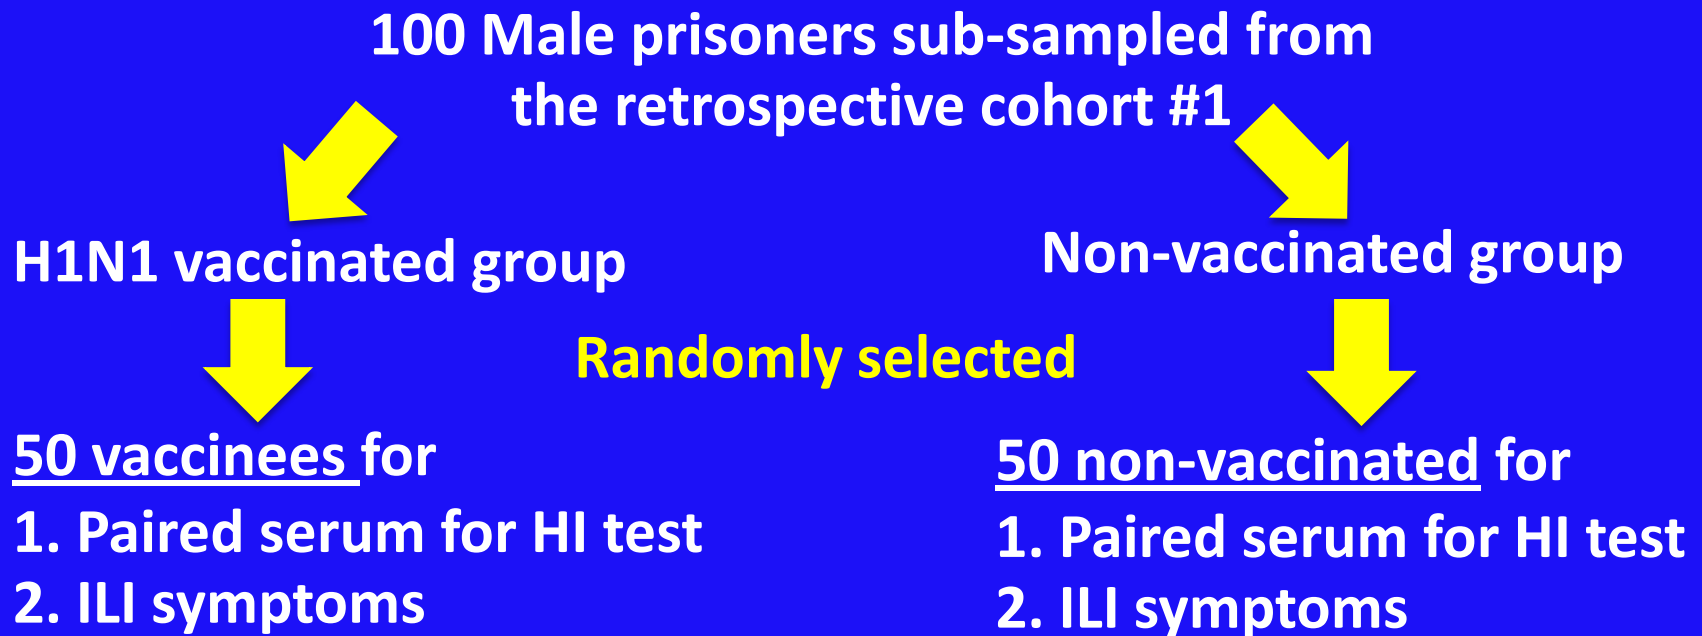 100 Male prisoners sub-sampled from
the retrospective cohort #1
H1N1 vaccinated group
Non-vaccinated group
Randomly selected
50 vaccinees for
1. Paired serum for HI test
2. ILI symptoms
50 non-vaccinated for
1. Paired serum for HI test
2. ILI symptoms